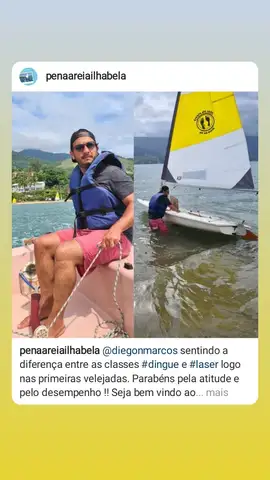 penaareiailhabela
penaareiailhabela @diegonmarcos sentindo a
diferença entre as classes #dingue e #laser logo
nas primeiras velejadas. Parabéns pela atitude e
pelo desempenho !! Seja bem vindo ao... mais